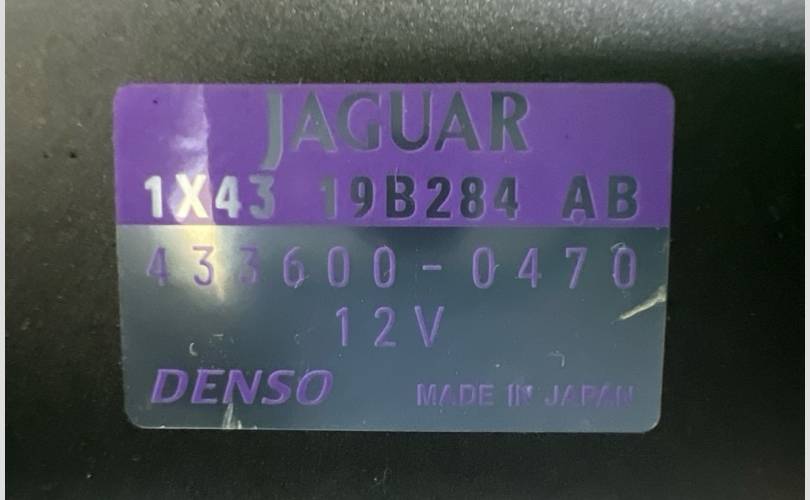 JAGUAR
1X43 19B284 AB
433600-0470
12V
DENSO MADE IN JAPAN